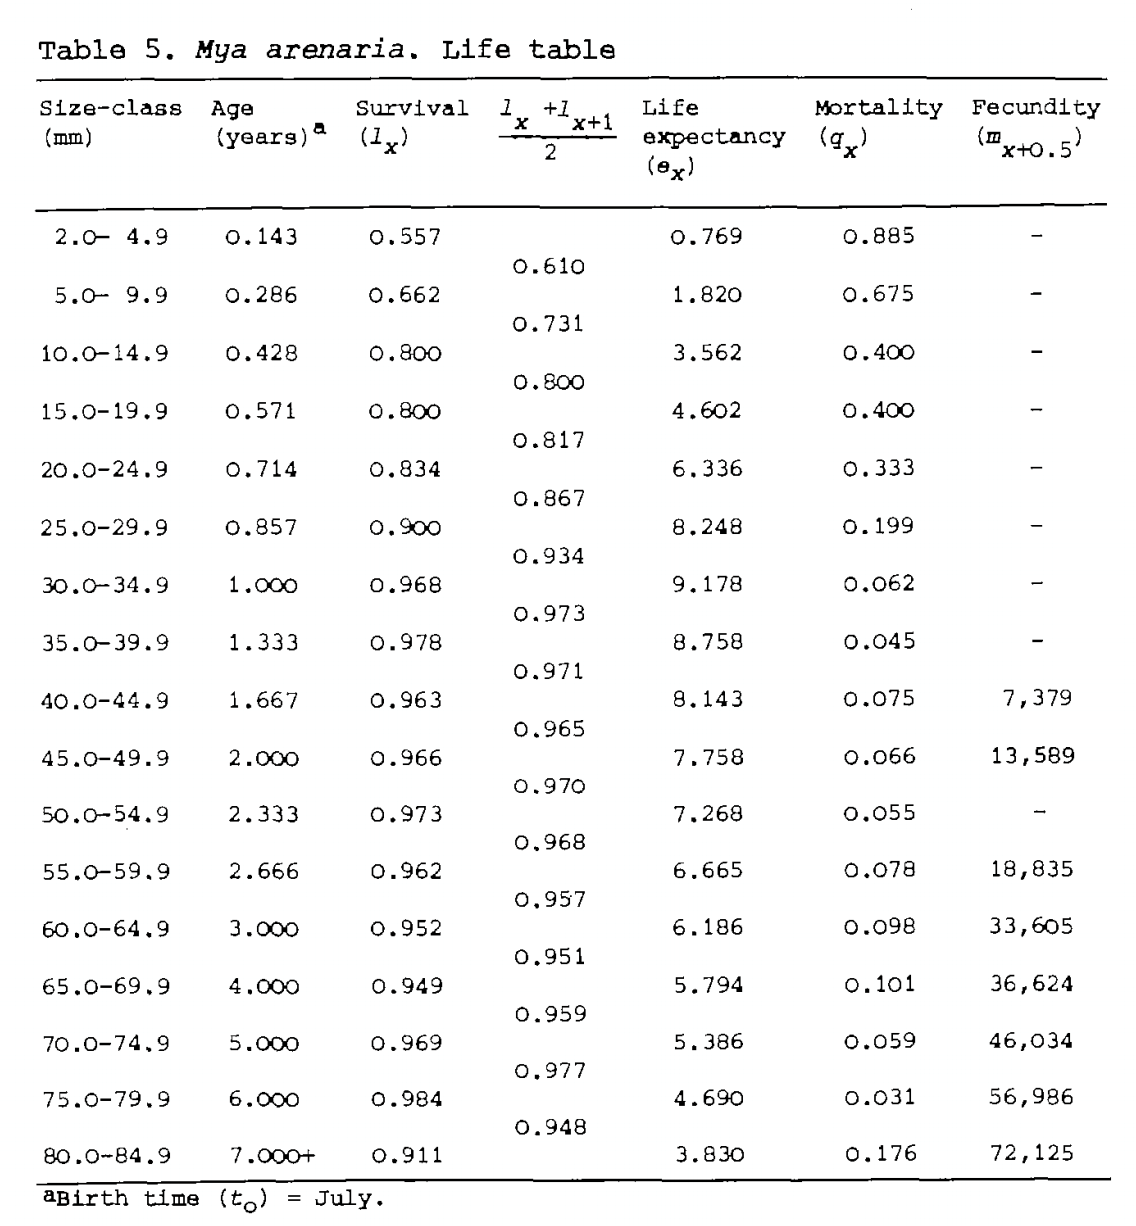 Table 5. Mya arenaria. Life table
Size-class Age Survival l_x + l_x+1 Life Mortality Fecundity
(mm) (years)^a (l_x) 2 expectancy (q_x) (m_x+0.5)
(e_x)
2.0– 4.9 0.143 0.557 0.769 0.885 –
0.610
5.0– 9.9 0.286 0.662 1.820 0.675 –
0.731
10.0–14.9 0.428 0.800 3.562 0.400 –
0.800
15.0–19.9 0.571 0.800 4.602 0.400 –
0.817
20.0–24.9 0.714 0.834 6.336 0.333 –
0.867
25.0–29.9 0.857 0.900 8.248 0.199 –
0.934
30.0–34.9 1.000 0.968 9.178 0.062 –
0.973
35.0–39.9 1.333 0.978 8.758 0.045 –
0.971
40.0–44.9 1.667 0.963 8.143 0.075 7,379
0.965
45.0–49.9 2.000 0.966 7.758 0.066 13,589
0.970
50.0–54.9 2.333 0.973 7.268 0.055 –
0.968
55.0–59.9 2.666 0.962 6.665 0.078 18,835
0.957
60.0–64.9 3.000 0.952 6.186 0.098 33,605
0.951
65.0–69.9 4.000 0.949 5.794 0.101 36,624
0.959
70.0–74.9 5.000 0.969 5.386 0.059 46,034
0.977
75.0–79.9 6.000 0.984 4.690 0.031 56,986
0.948
80.0–84.9 7.000+ 0.911 3.830 0.176 72,125
^aBirth time (t_o) = July.